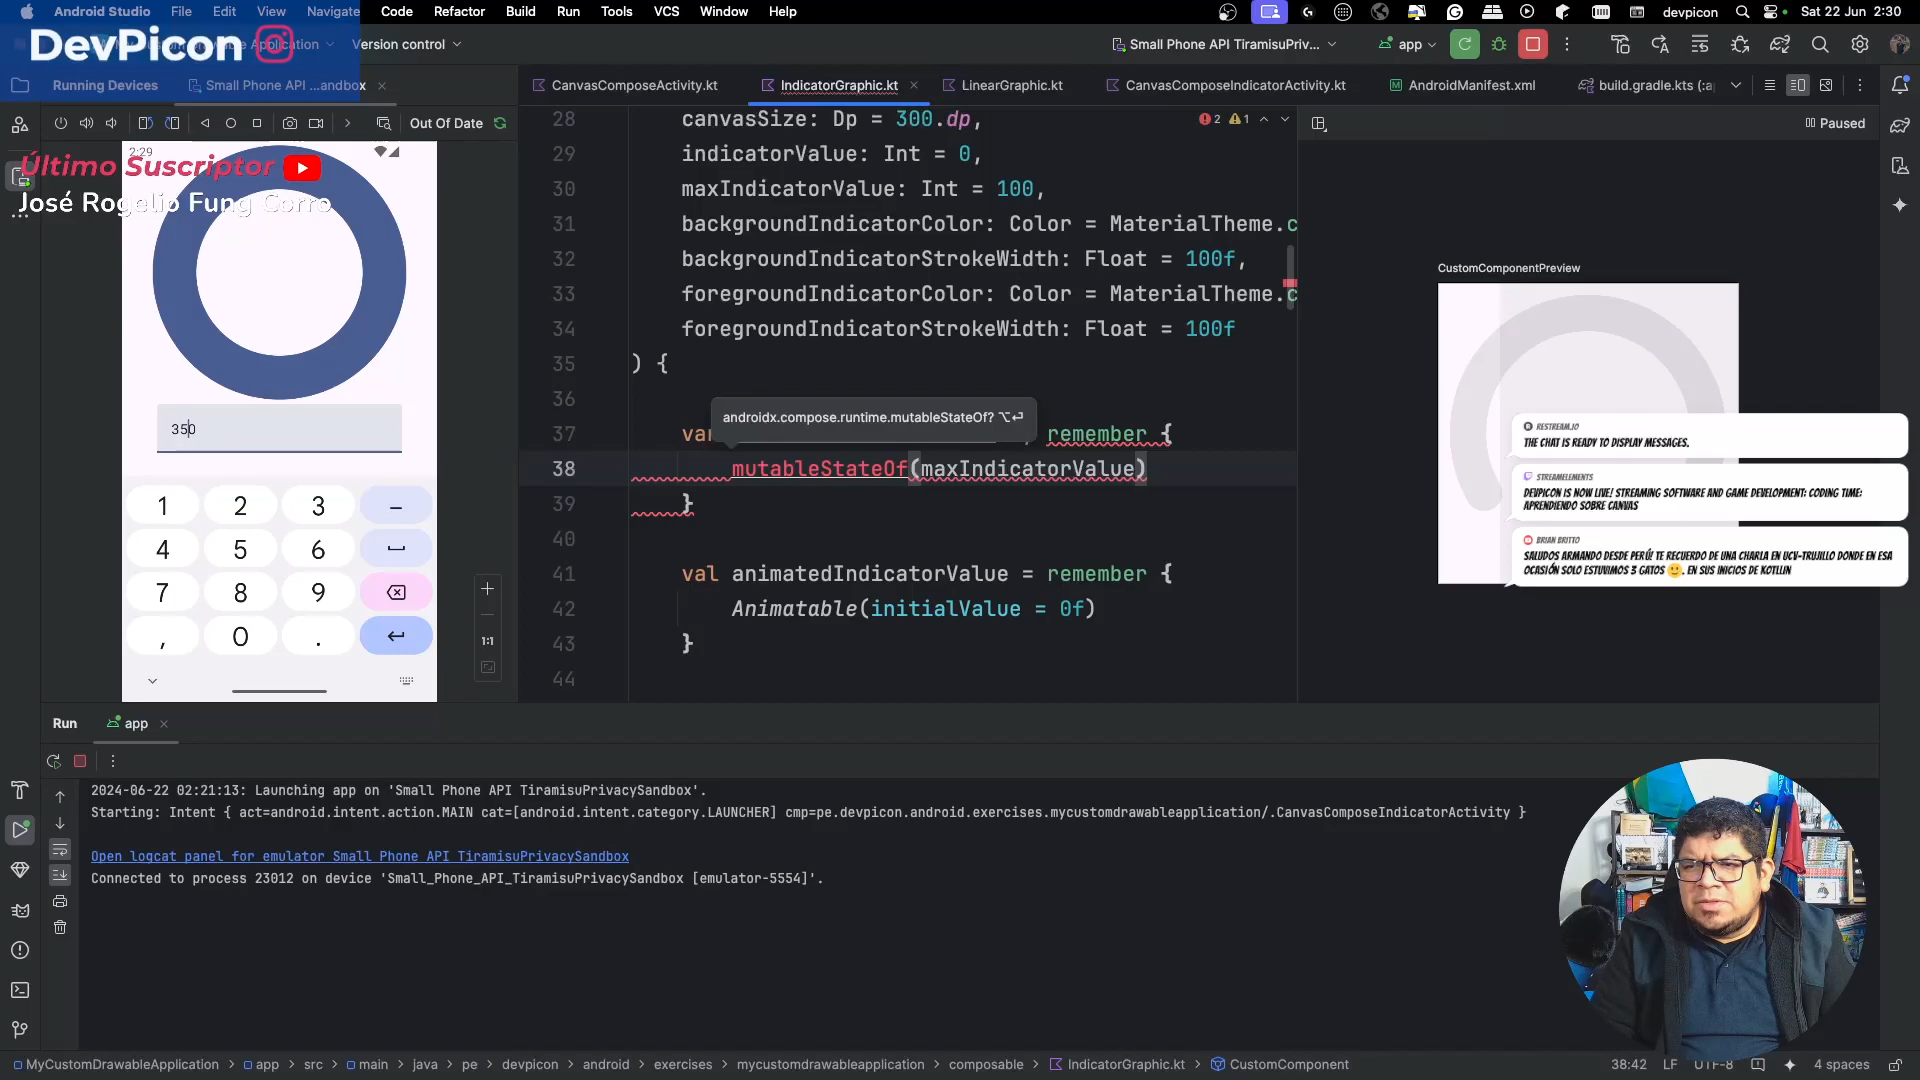 Android Studio File Edit View Navigate Code Refactor Build Run Tools VCS Window Help devpicon Sat 22 Jun 2:30
DevPicon
Application Version control Small Phone API TiramisuPriv... app
Running Devices Small Phone API ...andbox CanvasComposeActivity.kt IndicatorGraphic.kt LinearGraphic.kt CanvasComposeIndicatorActivity.kt AndroidManifest.xml build.gradle.kts (:a
Out Of Date
Paused
2:29
Último Suscriptor
José Rogelio Fung Corro
350
1 2 3 –
4 5 6
7 8 9
, 0 .
1:1
28 canvasSize: Dp = 300.dp,
2 1
29 indicatorValue: Int = 0,
30 maxIndicatorValue: Int = 100,
31 backgroundIndicatorColor: Color = MaterialTheme.c
32 backgroundIndicatorStrokeWidth: Float = 100f,
33 foregroundIndicatorColor: Color = MaterialTheme.c
34 foregroundIndicatorStrokeWidth: Float = 100f
35 ) {
36
androidx.compose.runtime.mutableStateOf? ⌥⏎
37 var remember {
38 mutableStateOf(maxIndicatorValue)
39 }
40
41 val animatedIndicatorValue = remember {
42 Animatable(initialValue = 0f)
43 }
44
CustomComponentPreview
RESTREAM.IO
THE CHAT IS READY TO DISPLAY MESSAGES.
STREAMELEMENTS
DEVPICON IS NOW LIVE! STREAMING SOFTWARE AND GAME DEVELOPMENT: CODING TIME:
APRENDIENDO SOBRE CANVAS
BRIAN BRITTO
SALUDOS ARMANDO DESDE PERÚ! TE RECUERDO DE UNA CHARLA EN UCV-TRUJILLO DONDE EN ESA
OCASIÓN SOLO ESTUVIMOS 3 GATOS 🙂. EN SUS INICIOS DE KOTLLIN
Run app
2024-06-22 02:21:13: Launching app on 'Small Phone API TiramisuPrivacySandbox'.
Starting: Intent { act=android.intent.action.MAIN cat=[android.intent.category.LAUNCHER] cmp=pe.devpicon.android.exercises.mycustomdrawableapplication/.CanvasComposeIndicatorActivity }
Open logcat panel for emulator Small Phone API TiramisuPrivacySandbox
Connected to process 23012 on device 'Small_Phone_API_TiramisuPrivacySandbox [emulator-5554]'.
MyCustomDrawableApplication app src main java pe devpicon android exercises mycustomdrawableapplication composable IndicatorGraphic.kt CustomComponent 38:42 LF UTF-8 4 spaces